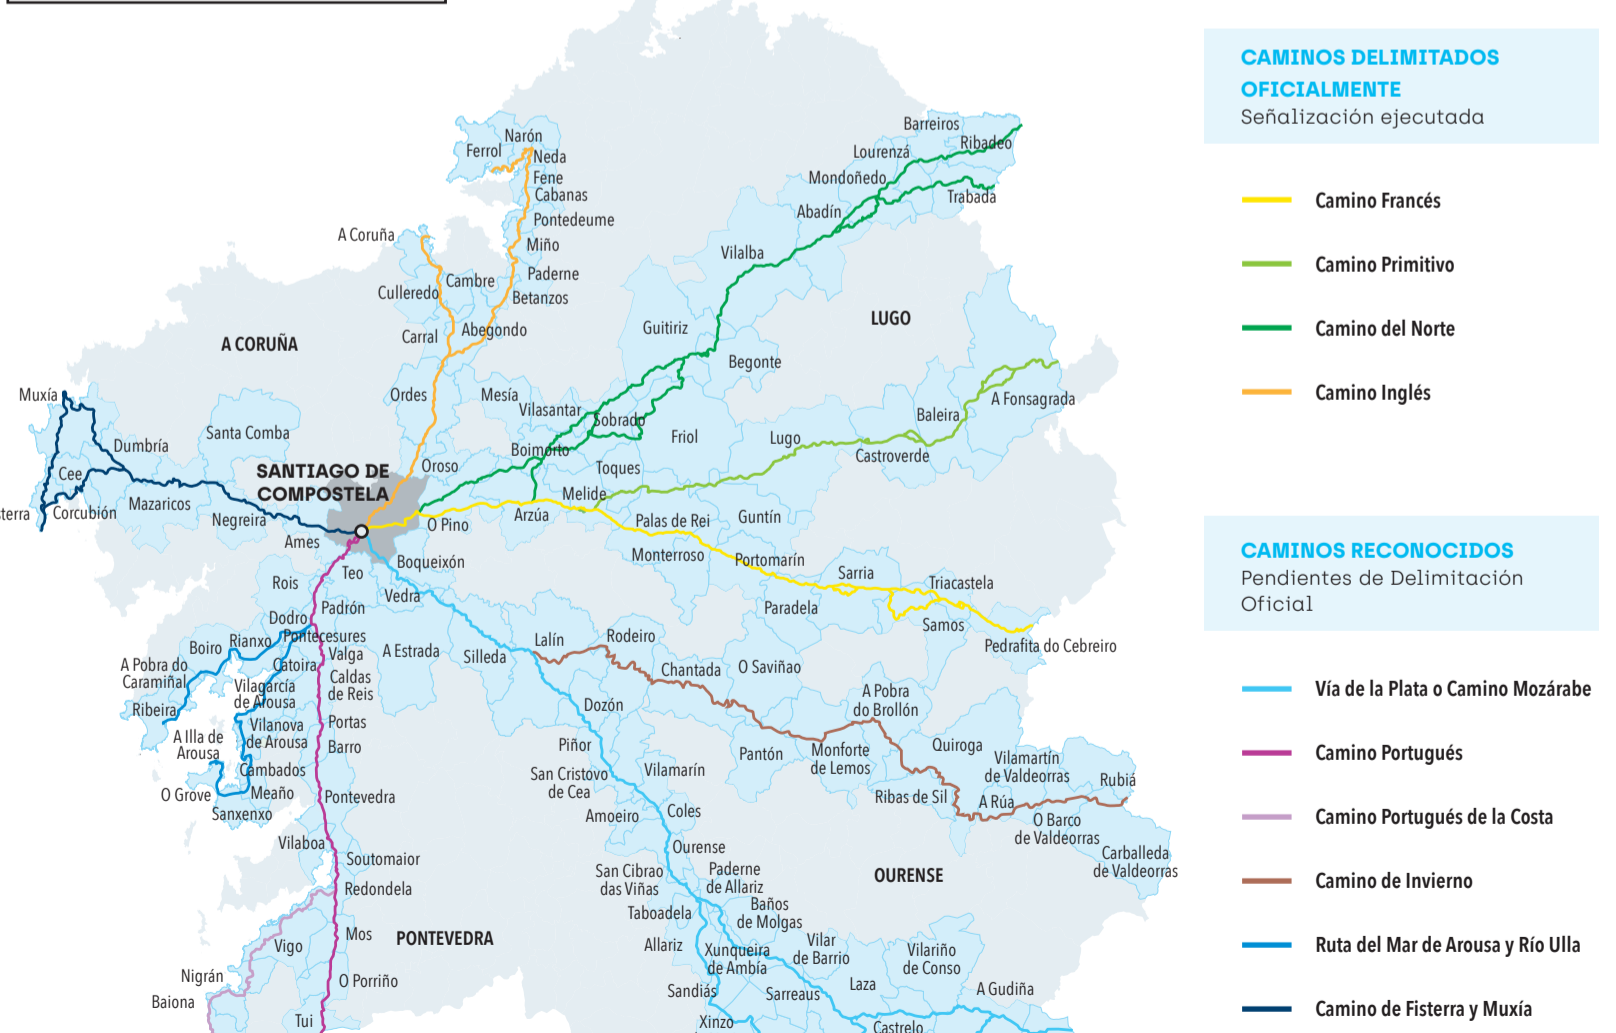 CAMINOS DELIMITADOS
OFICIALMENTE
Señalización ejecutada
Camino Francés
Camino Primitivo
Camino del Norte
Camino Inglés
CAMINOS RECONOCIDOS
Pendientes de Delimitación
Oficial
Vía de la Plata o Camino Mozárabe
Camino Portugués
Camino Portugués de la Costa
Camino de Invierno
Ruta del Mar de Arousa y Río Ulla
Camino de Fisterra y Muxía
Narón
Ferrol
Neda
Fene
Cabanas
Pontedeume
Miño
Paderne
Betanzos
A Coruña
Cambre
Culleredo
Carral
Abegondo
A CORUÑA
Ordes
Mesía
Vilasantar
Sobrado
Boimorto
Oroso
Barreiros
Ribadeo
Lourenzá
Mondoñedo
Trabada
Abadín
Vilalba
Guitiriz
Begonte
LUGO
Friol
Toques
Lugo
Baleira
A Fonsagrada
Castroverde
Muxía
Dumbría
Santa Comba
Cee
Corcubión
sterra
Mazaricos
Negreira
SANTIAGO DE
COMPOSTELA
Ames
O Pino
Arzúa
Melide
Palas de Rei
Guntín
Monterroso
Portomarín
Sarria
Triacastela
Paradela
Samos
Pedrafita do Cebreiro
Teo
Boqueixón
Vedra
Rois
Padrón
Dodro
Pontecesures
Rianxo
Boiro
Valga
Catoira
A Pobra do
Caramiñal
Ribeira
Caldas
de Reis
Vilagarcía
de Arousa
Vilanova
de Arousa
A Illa de
Arousa
Portas
Barro
Cambados
O Grove
Meaño
Sanxenxo
Pontevedra
A Estrada
Silleda
Lalín
Rodeiro
Chantada
O Saviñao
A Pobra
do Brollón
Dozón
Piñor
San Cristovo
de Cea
Vilamarín
Pantón
Monforte
de Lemos
Quiroga
Vilamartín
de Valdeorras
Rubiá
Ribas de Sil
A Rúa
O Barco
de Valdeorras
Carballeda
de Valdeorras
Amoeiro
Coles
Ourense
OURENSE
San Cibrao
das Viñas
Paderne
de Allariz
Taboadela
Baños
de Molgas
Allariz
Xunqueira
de Ambía
Vilar
de Barrio
Vilariño
de Conso
Laza
A Gudiña
Sandiás
Sarreaus
Xinzo
Castrelo
Vilaboa
Soutomaior
Redondela
PONTEVEDRA
Vigo
Mos
Nigrán
Baiona
O Porriño
Tui